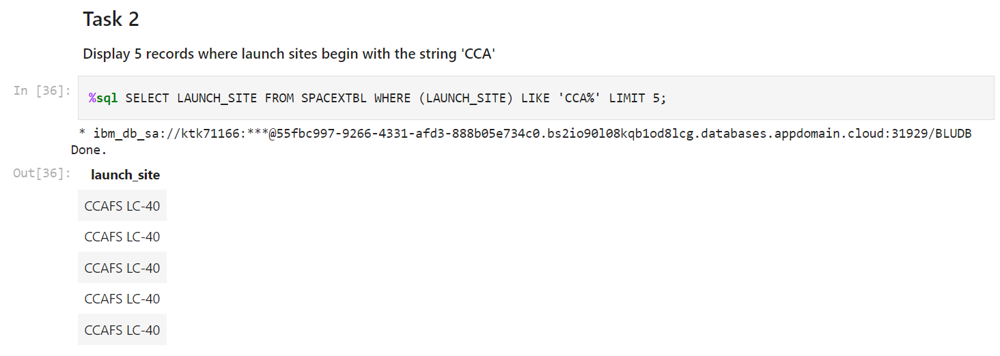 Task 2
Display 5 records where launch sites begin with the string 'CCA'
In [36]:
%sql SELECT LAUNCH_SITE FROM SPACEXTBL WHERE (LAUNCH_SITE) LIKE 'CCA%' LIMIT 5;
* ibm_db_sa://ktk71166:***@55fbc997-9266-4331-afd3-888b05e734c0.bs2io90l08kqb1od8lcg.databases.appdomain.cloud:31929/BLUDB
Done.
Out[36]:
launch_site
CCAFS LC-40
CCAFS LC-40
CCAFS LC-40
CCAFS LC-40
CCAFS LC-40